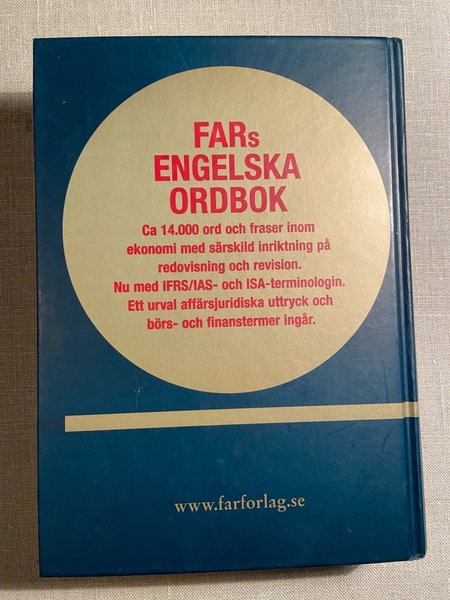 FARs
ENGELSKA
ORDBOK
Ca 14.000 ord och fraser inom
ekonomi med särskild inriktning på
redovisning och revision.
Nu med IFRS/IAS- och ISA-terminologin.
Ett urval affärsjuridiska uttryck och
börs- och finanstermer ingår.
www.farforlag.se